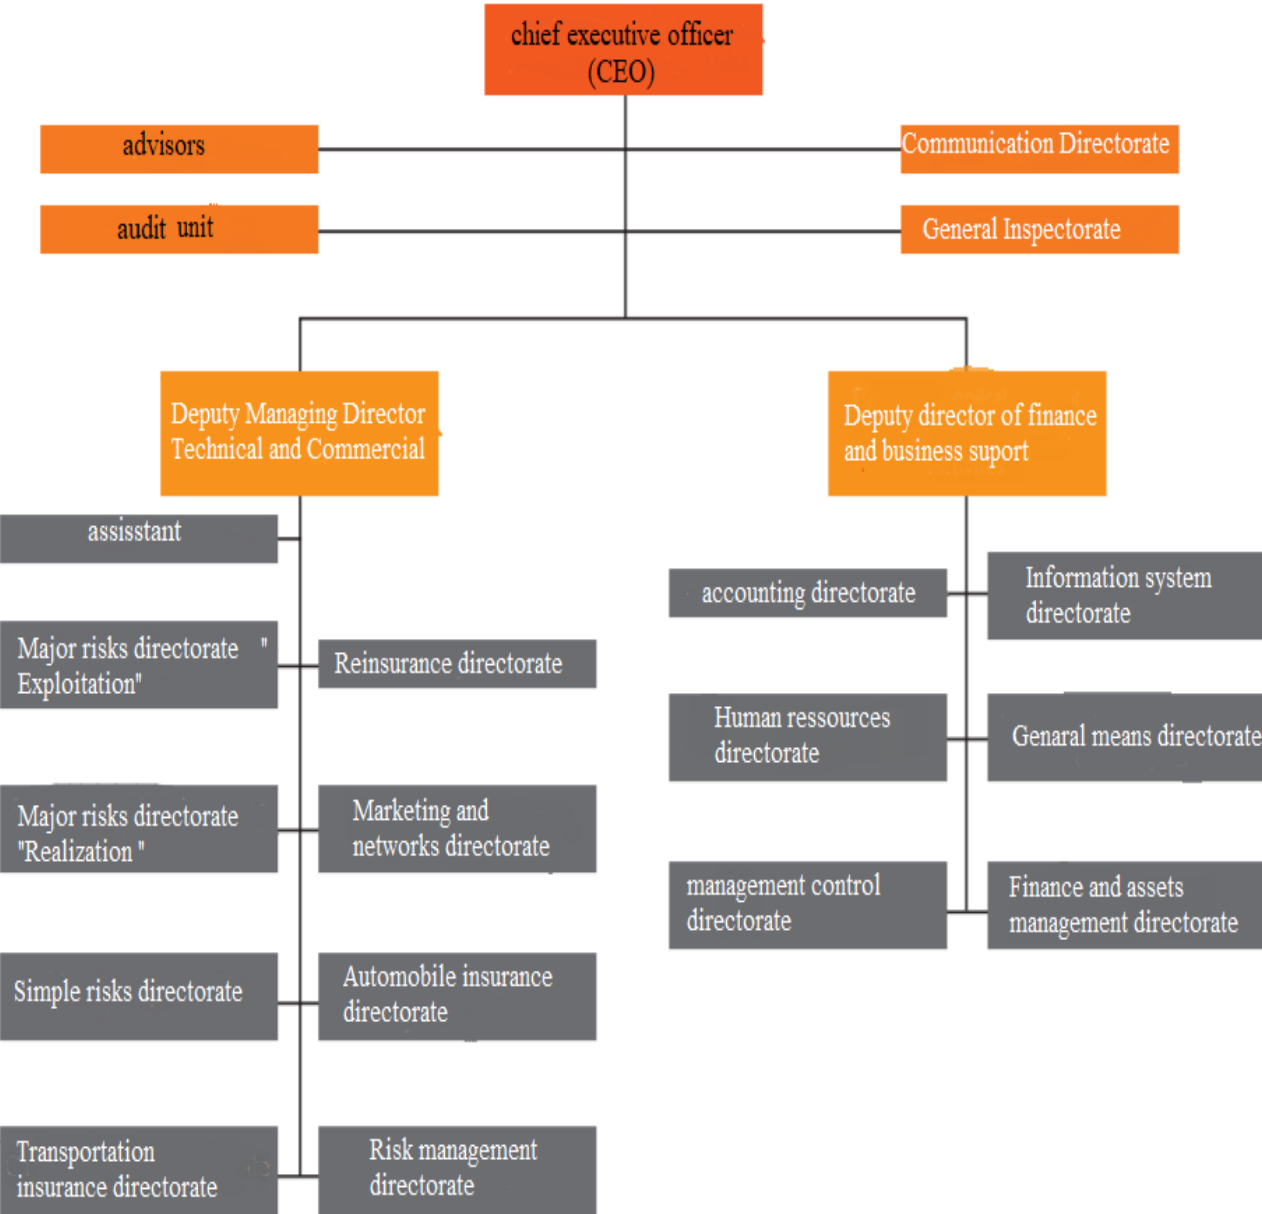 chief executive officer
(CEO)
advisors
Communication Directorate
audit unit
General Inspectorate
Deputy Managing Director
Technical and Commercial
Deputy director of finance
and business suport
assisstant
accounting directorate
Information system
directorate
Major risks directorate "
Exploitation"
Reinsurance directorate
Human ressources
directorate
Genaral means directorate
Major risks directorate
"Realization "
Marketing and
networks directorate
management control
directorate
Finance and assets
management directorate
Simple risks directorate
Automobile insurance
directorate
Transportation
insurance directorate
Risk management
directorate